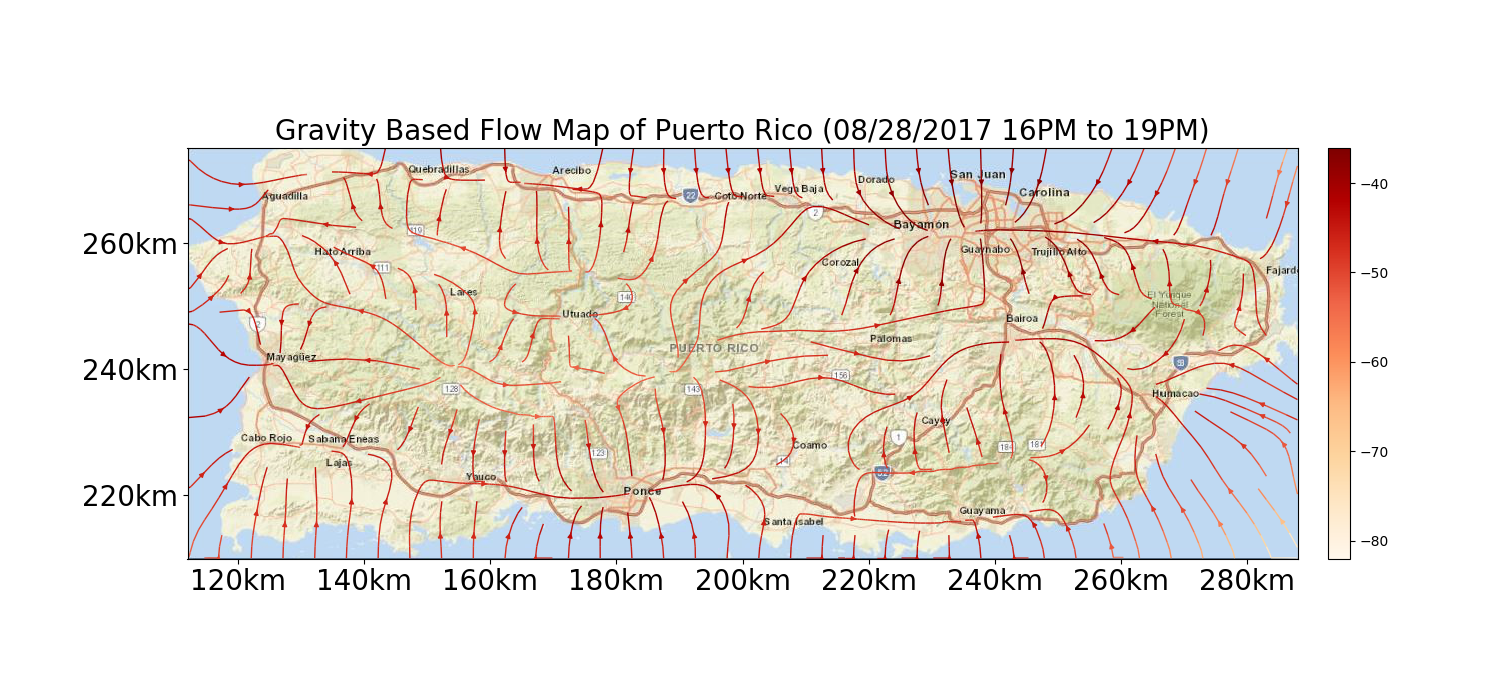 Gravity Based Flow Map of Puerto Rico (08/28/2017 16PM to 19PM)
Quebradillas
Arecibo
San Juan
Dorado
Vega Baja
Carolina
Aguadilla
22
Coto Norte
2
Bayamón
119
260km
Hato Arriba
Guaynabo
Trujillo Alto
Corozal
111
Fajardo
Lares
140
El Yunque
National
Forest
Utuado
Bairoa
2
Palomas
PUERTO RICO
Mayagüez
240km
53
156
128
143
Humacao
Cayey
Cabo Rojo
Sabana Eneas
1
Coamo
184
181
123
14
Lajas
Yauco
52
220km
Ponce
Guayama
Santa Isabel
120km 140km 160km 180km 200km 220km 240km 260km 280km
−40
−50
−60
−70
−80